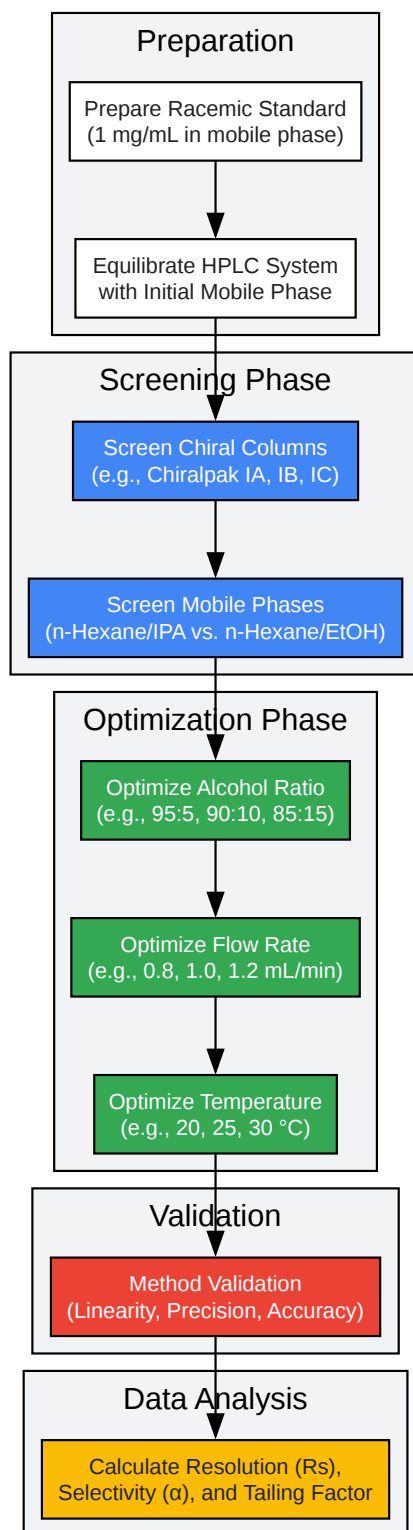 Preparation
Prepare Racemic Standard
(1 mg/mL in mobile phase)
Equilibrate HPLC System
with Initial Mobile Phase
Screening Phase
Screen Chiral Columns
(e.g., Chiralpak IA, IB, IC)
Screen Mobile Phases
(n-Hexane/IPA vs. n-Hexane/EtOH)
Optimization Phase
Optimize Alcohol Ratio
(e.g., 95:5, 90:10, 85:15)
Optimize Flow Rate
(e.g., 0.8, 1.0, 1.2 mL/min)
Optimize Temperature
(e.g., 20, 25, 30 °C)
Validation
Method Validation
(Linearity, Precision, Accuracy)
Data Analysis
Calculate Resolution (Rs),
Selectivity (α), and Tailing Factor